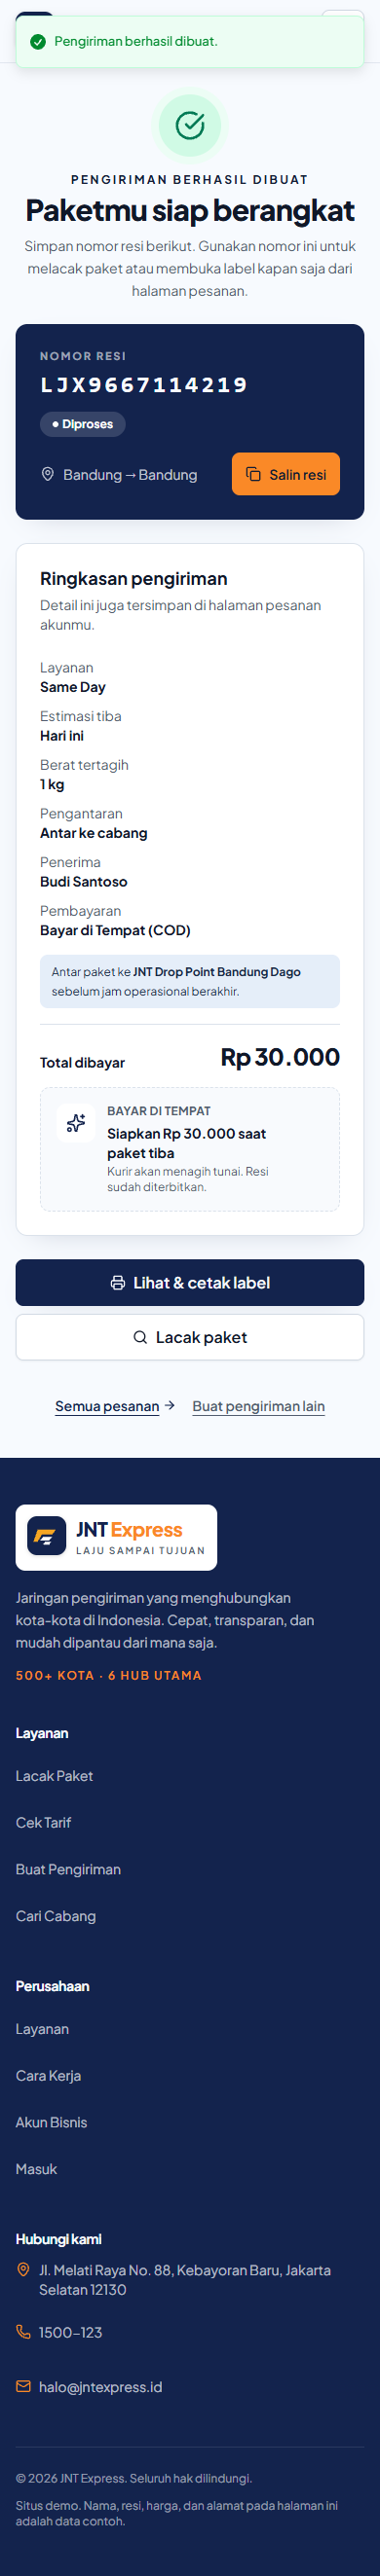 Pengiriman berhasil dibuat.
PENGIRIMAN BERHASIL DIBUAT
Paketmu siap berangkat
Simpan nomor resi berikut. Gunakan nomor ini untuk
melacak paket atau membuka label kapan saja dari
halaman pesanan.
NOMOR RESI
LJX9667114219
Diproses
Bandung → Bandung
Salin resi
Ringkasan pengiriman
Detail ini juga tersimpan di halaman pesanan
akunmu.
Layanan
Same Day
Estimasi tiba
Hari ini
Berat tertagih
1 kg
Pengantaran
Antar ke cabang
Penerima
Budi Santoso
Pembayaran
Bayar di Tempat (COD)
Antar paket ke JNT Drop Point Bandung Dago
sebelum jam operasional berakhir.
Total dibayar
Rp 30.000
BAYAR DI TEMPAT
Siapkan Rp 30.000 saat
paket tiba
Kurir akan menagih tunai. Resi
sudah diterbitkan.
Lihat & cetak label
Lacak paket
Semua pesanan →
Buat pengiriman lain
JNT Express
LAJU SAMPAI TUJUAN
Jaringan pengiriman yang menghubungkan
kota-kota di Indonesia. Cepat, transparan, dan
mudah dipantau dari mana saja.
500+ KOTA · 6 HUB UTAMA
Layanan
Lacak Paket
Cek Tarif
Buat Pengiriman
Cari Cabang
Perusahaan
Layanan
Cara Kerja
Akun Bisnis
Masuk
Hubungi kami
Jl. Melati Raya No. 88, Kebayoran Baru, Jakarta
Selatan 12130
1500-123
halo@jntexpress.id
© 2026 JNT Express. Seluruh hak dilindungi.
Situs demo. Nama, resi, harga, dan alamat pada halaman ini
adalah data contoh.